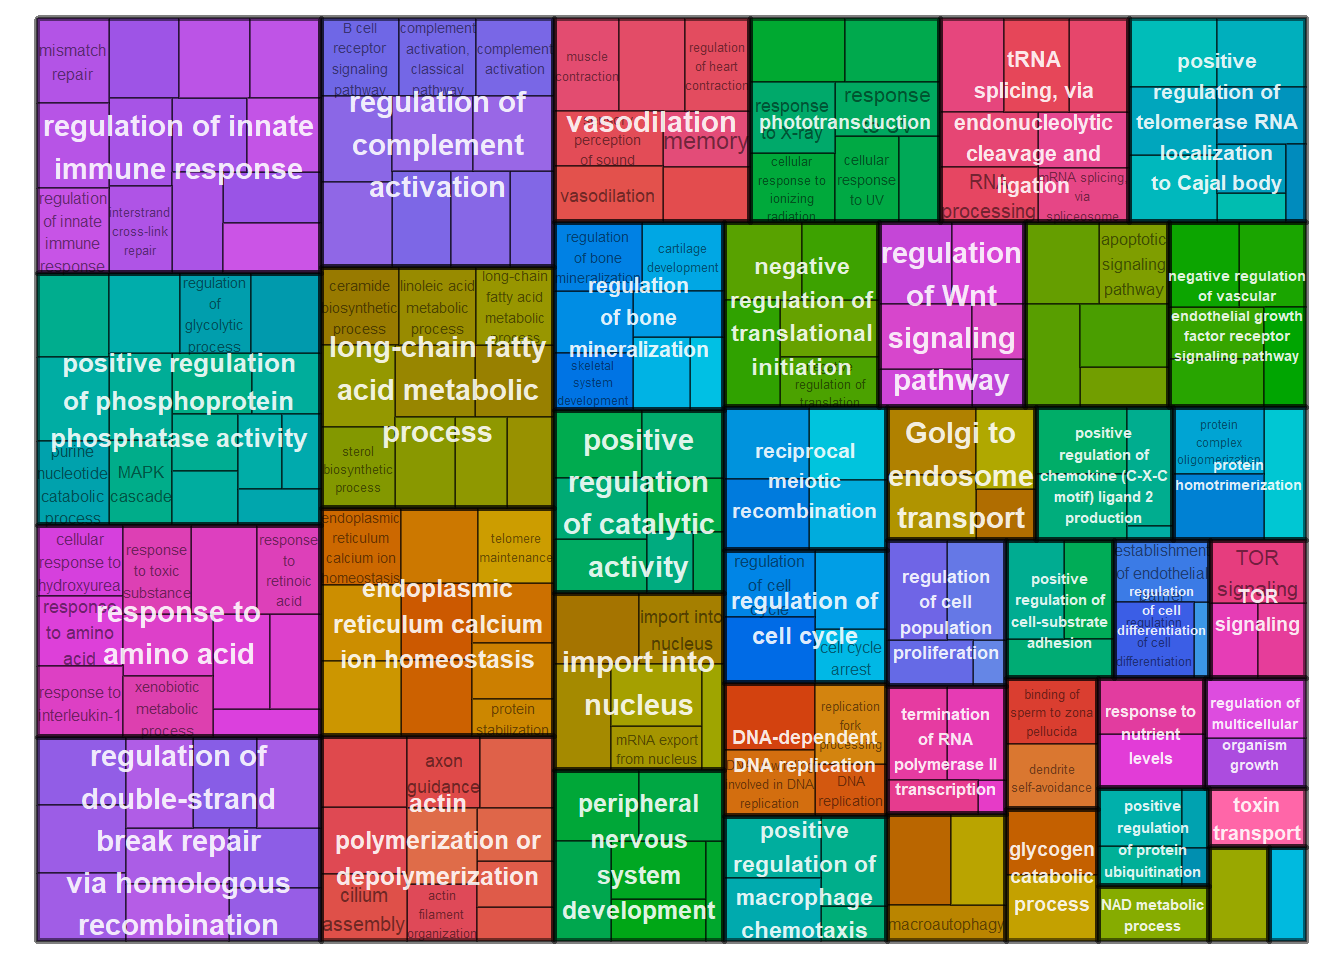 mismatch
repair
regulation of innate
immune response
regulation
of innate
immune
response
interstrand
cross-link
repair
B cell
receptor
signaling
pathway
complement
activation,
classical
pathway
complement
activation
regulation of
complement
activation
muscle
contraction
regulation
of heart
contraction
vasodilation
perception
of sound
memory
vasodilation
response
to X-ray
response
to UV
phototransduction
cellular
response to
ionizing
radiation
cellular
response
to UV
tRNA
splicing, via
endonucleolytic
cleavage and
ligation
RNA
processing
mRNA splicing,
via
spliceosome
positive
regulation of
telomerase RNA
localization
to Cajal body
regulation
of
glycolytic
process
positive regulation
of phosphoprotein
phosphatase activity
purine
nucleotide
catabolic
process
MAPK
cascade
ceramide
biosynthetic
process
linoleic acid
metabolic
process
long-chain
fatty acid
metabolic
process
long-chain fatty
acid metabolic
process
sterol
biosynthetic
process
regulation
of bone
mineralization
cartilage
development
regulation
of bone
mineralization
skeletal
system
development
negative
regulation of
translational
initiation
regulation of
translation
regulation
of Wnt
signaling
pathway
apoptotic
signaling
pathway
negative regulation
of vascular
endothelial growth
factor receptor
signaling pathway
positive
regulation
of catalytic
activity
reciprocal
meiotic
recombination
Golgi to
endosome
transport
positive
regulation of
chemokine (C-X-C
motif) ligand 2
production
protein
complex
oligomerization
protein
homotrimerization
cellular
response to
hydroxyurea
response
to toxic
substance
response
to
retinoic
acid
response
to amino
acid
response to
amino acid
response to
interleukin-1
xenobiotic
metabolic
process
endoplasmic
reticulum
calcium ion
homeostasis
telomere
maintenance
endoplasmic
reticulum calcium
ion homeostasis
protein
stabilization
import into
nucleus
import into
nucleus
mRNA export
from nucleus
regulation
of cell
cycle
regulation of
cell cycle
cell cycle
arrest
regulation
of cell
population
proliferation
positive
regulation of
cell-substrate
adhesion
establishment
of endothelial
regulation
of cell
differentiation
regulation
of cell
differentiation
TOR
signaling
TOR
signaling
regulation of
double-strand
break repair
via homologous
recombination
axon
guidance
actin
polymerization or
depolymerization
cilium
assembly
actin
filament
organization
peripheral
nervous
system
development
replication
fork
processing
DNA-dependent
DNA replication
involved in DNA
replication
DNA
replication
positive
regulation of
macrophage
chemotaxis
termination
of RNA
polymerase II
transcription
macroautophagy
binding of
sperm to zona
pellucida
dendrite
self-avoidance
glycogen
catabolic
process
response to
nutrient
levels
regulation of
multicellular
organism
growth
positive
regulation
of protein
ubiquitination
toxin
transport
NAD metabolic
process